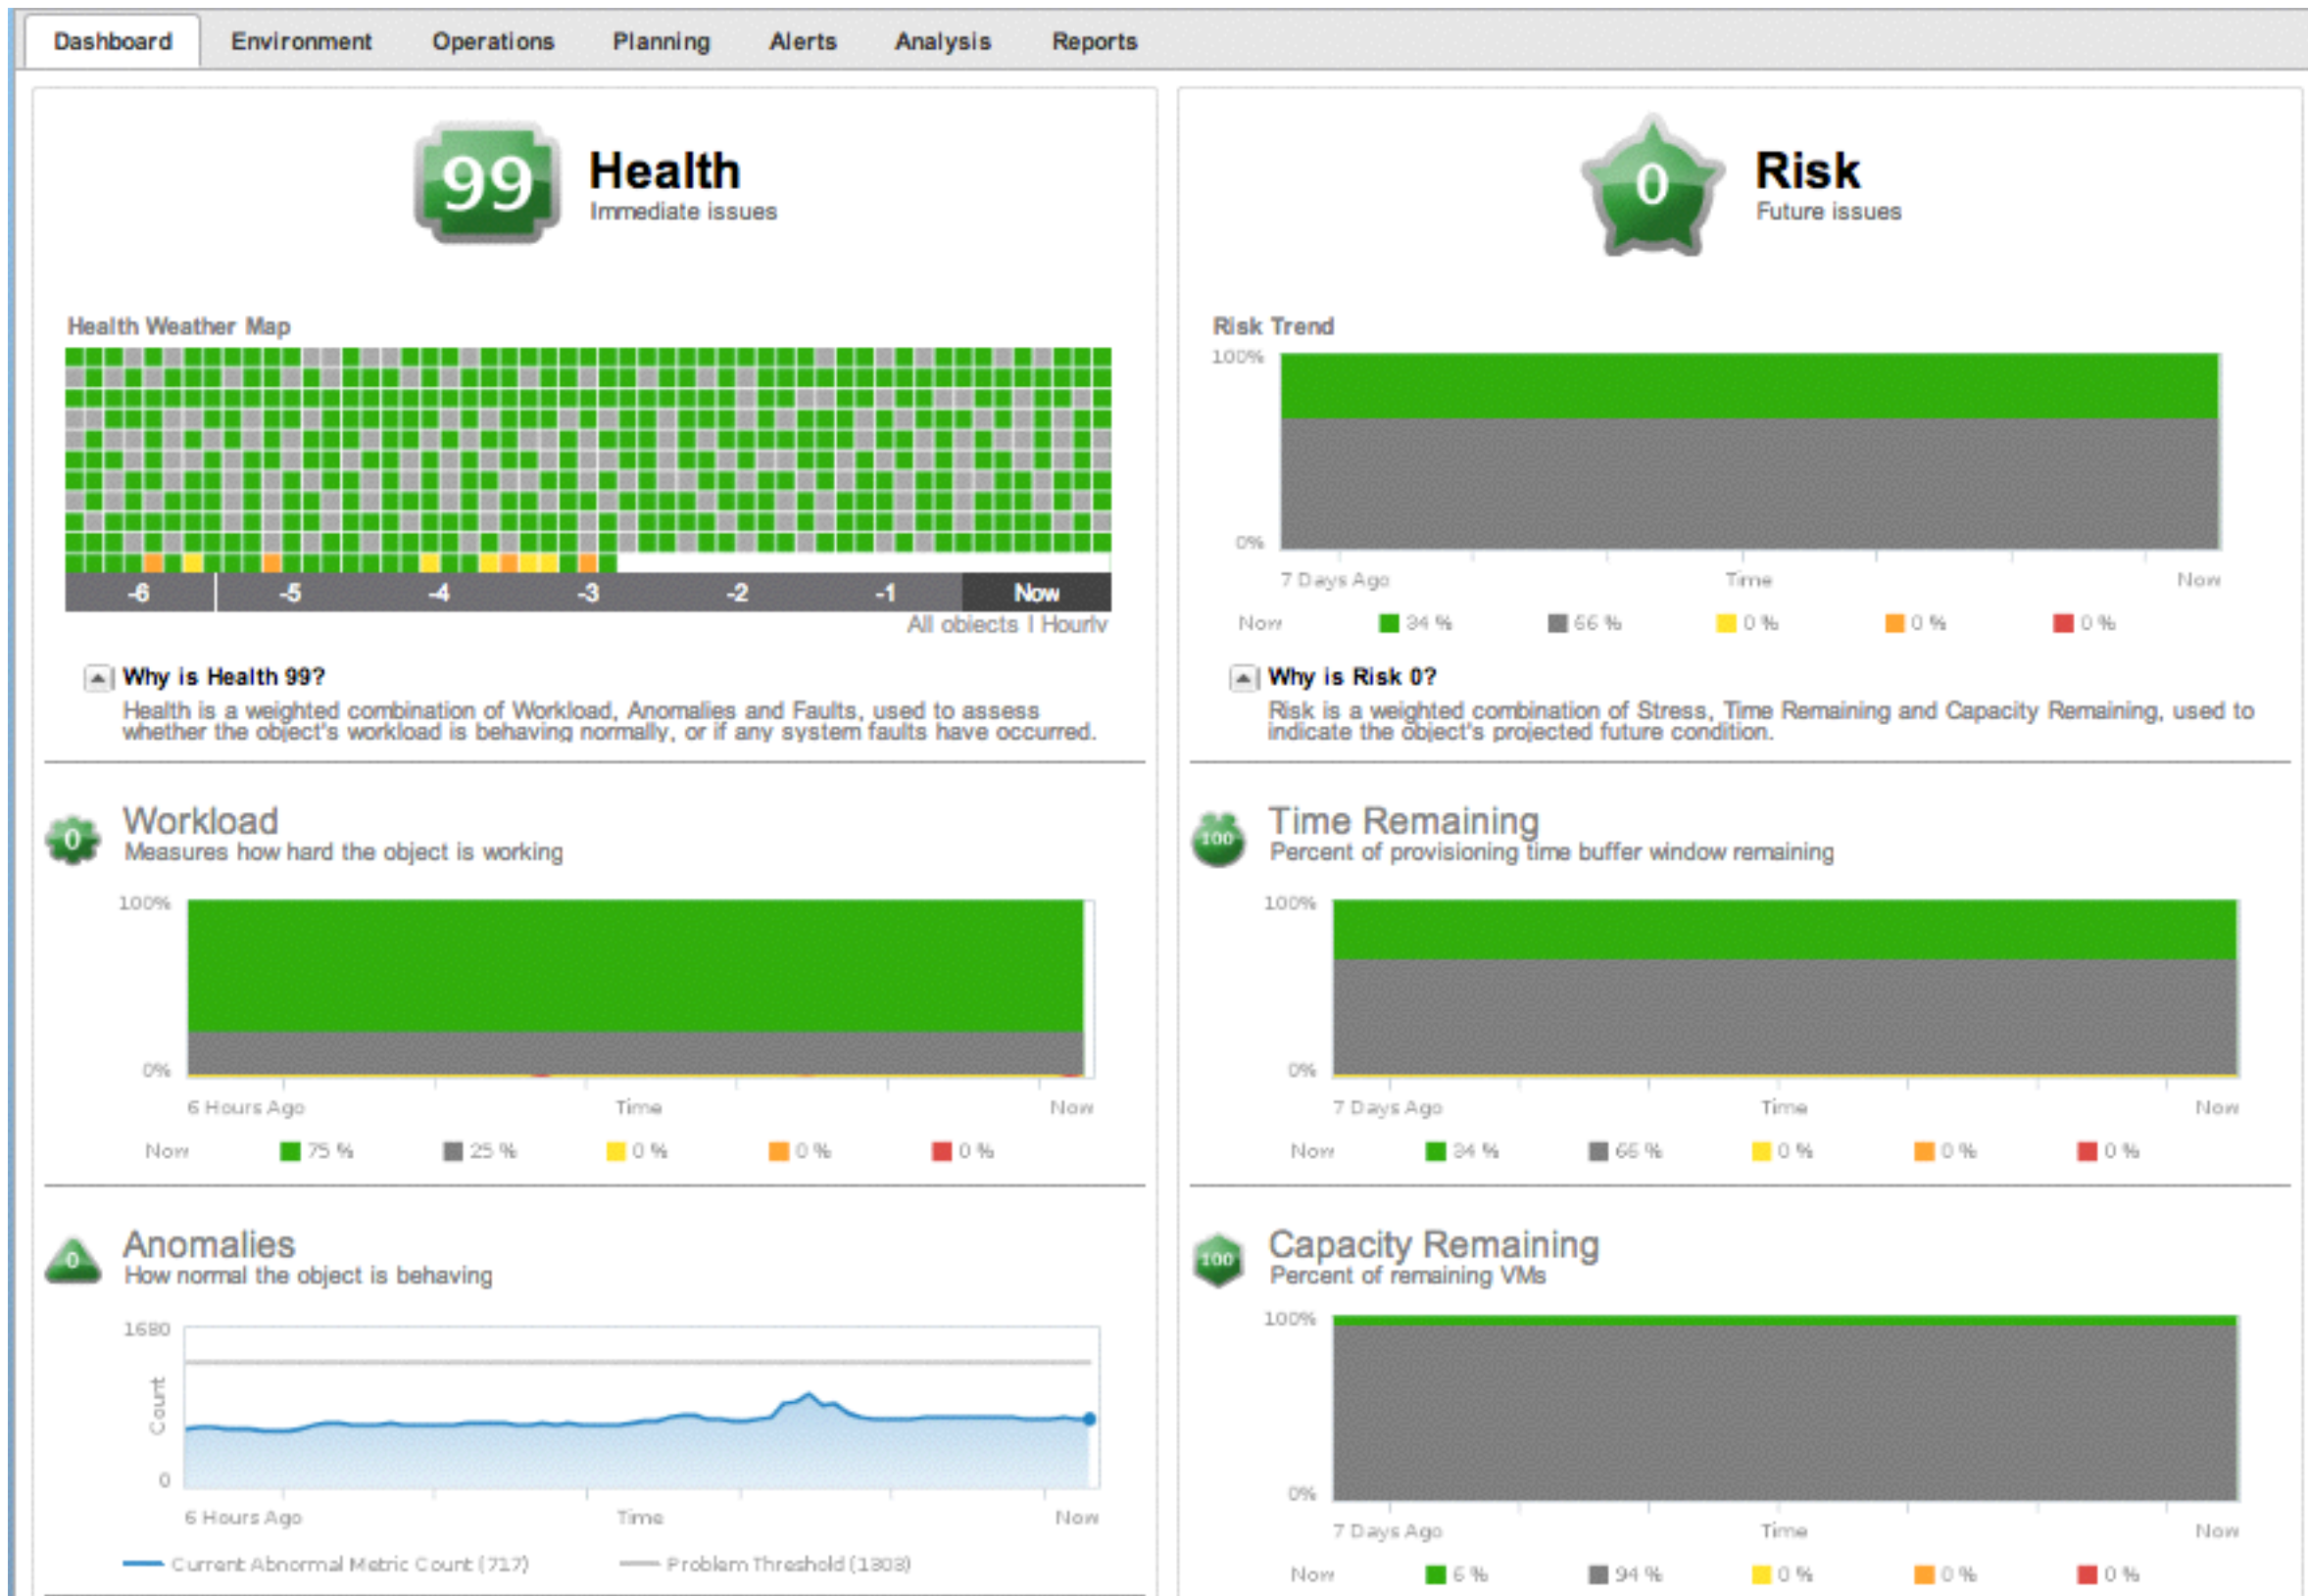 Dashboard Environment Operations Planning Alerts Analysis Reports
99
Health
Immediate issues
Health Weather Map
-6 -5 -4 -3 -2 -1 Now
All objects | Hourly
Why is Health 99?
Health is a weighted combination of Workload, Anomalies and Faults, used to assess
whether the object's workload is behaving normally, or if any system faults have occurred.
0
Workload
Measures how hard the object is working
100%
0%
6 Hours Ago Time Now
Now 75 % 25 % 0 % 0 % 0 %
0
Anomalies
How normal the object is behaving
1680
Count
0
6 Hours Ago Time Now
Current Abnormal Metric Count (717) Problem Threshold (1303)
0
Risk
Future issues
Risk Trend
100%
0%
7 Days Ago Time Now
Now 34 % 66 % 0 % 0 % 0 %
Why is Risk 0?
Risk is a weighted combination of Stress, Time Remaining and Capacity Remaining, used to
indicate the object's projected future condition.
100
Time Remaining
Percent of provisioning time buffer window remaining
100%
0%
7 Days Ago Time Now
Now 34 % 66 % 0 % 0 % 0 %
100
Capacity Remaining
Percent of remaining VMs
100%
0%
7 Days Ago Time Now
Now 6 % 94 % 0 % 0 % 0 %